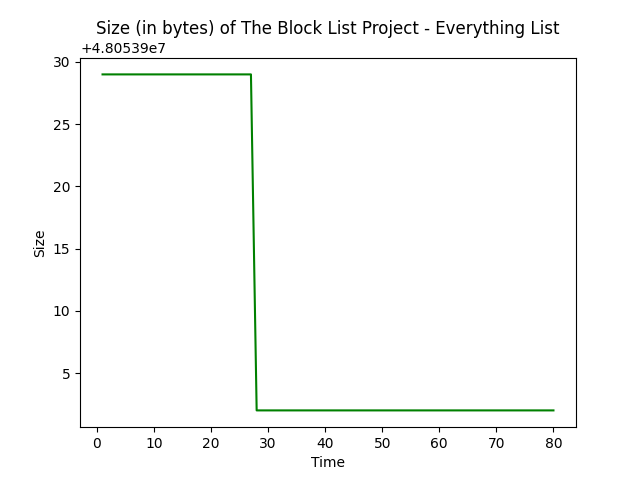 Size (in bytes) of The Block List Project - Everything List
+4.80539e7
30
25
20
15
10
5
Size
0 10 20 30 40 50 60 70 80
Time